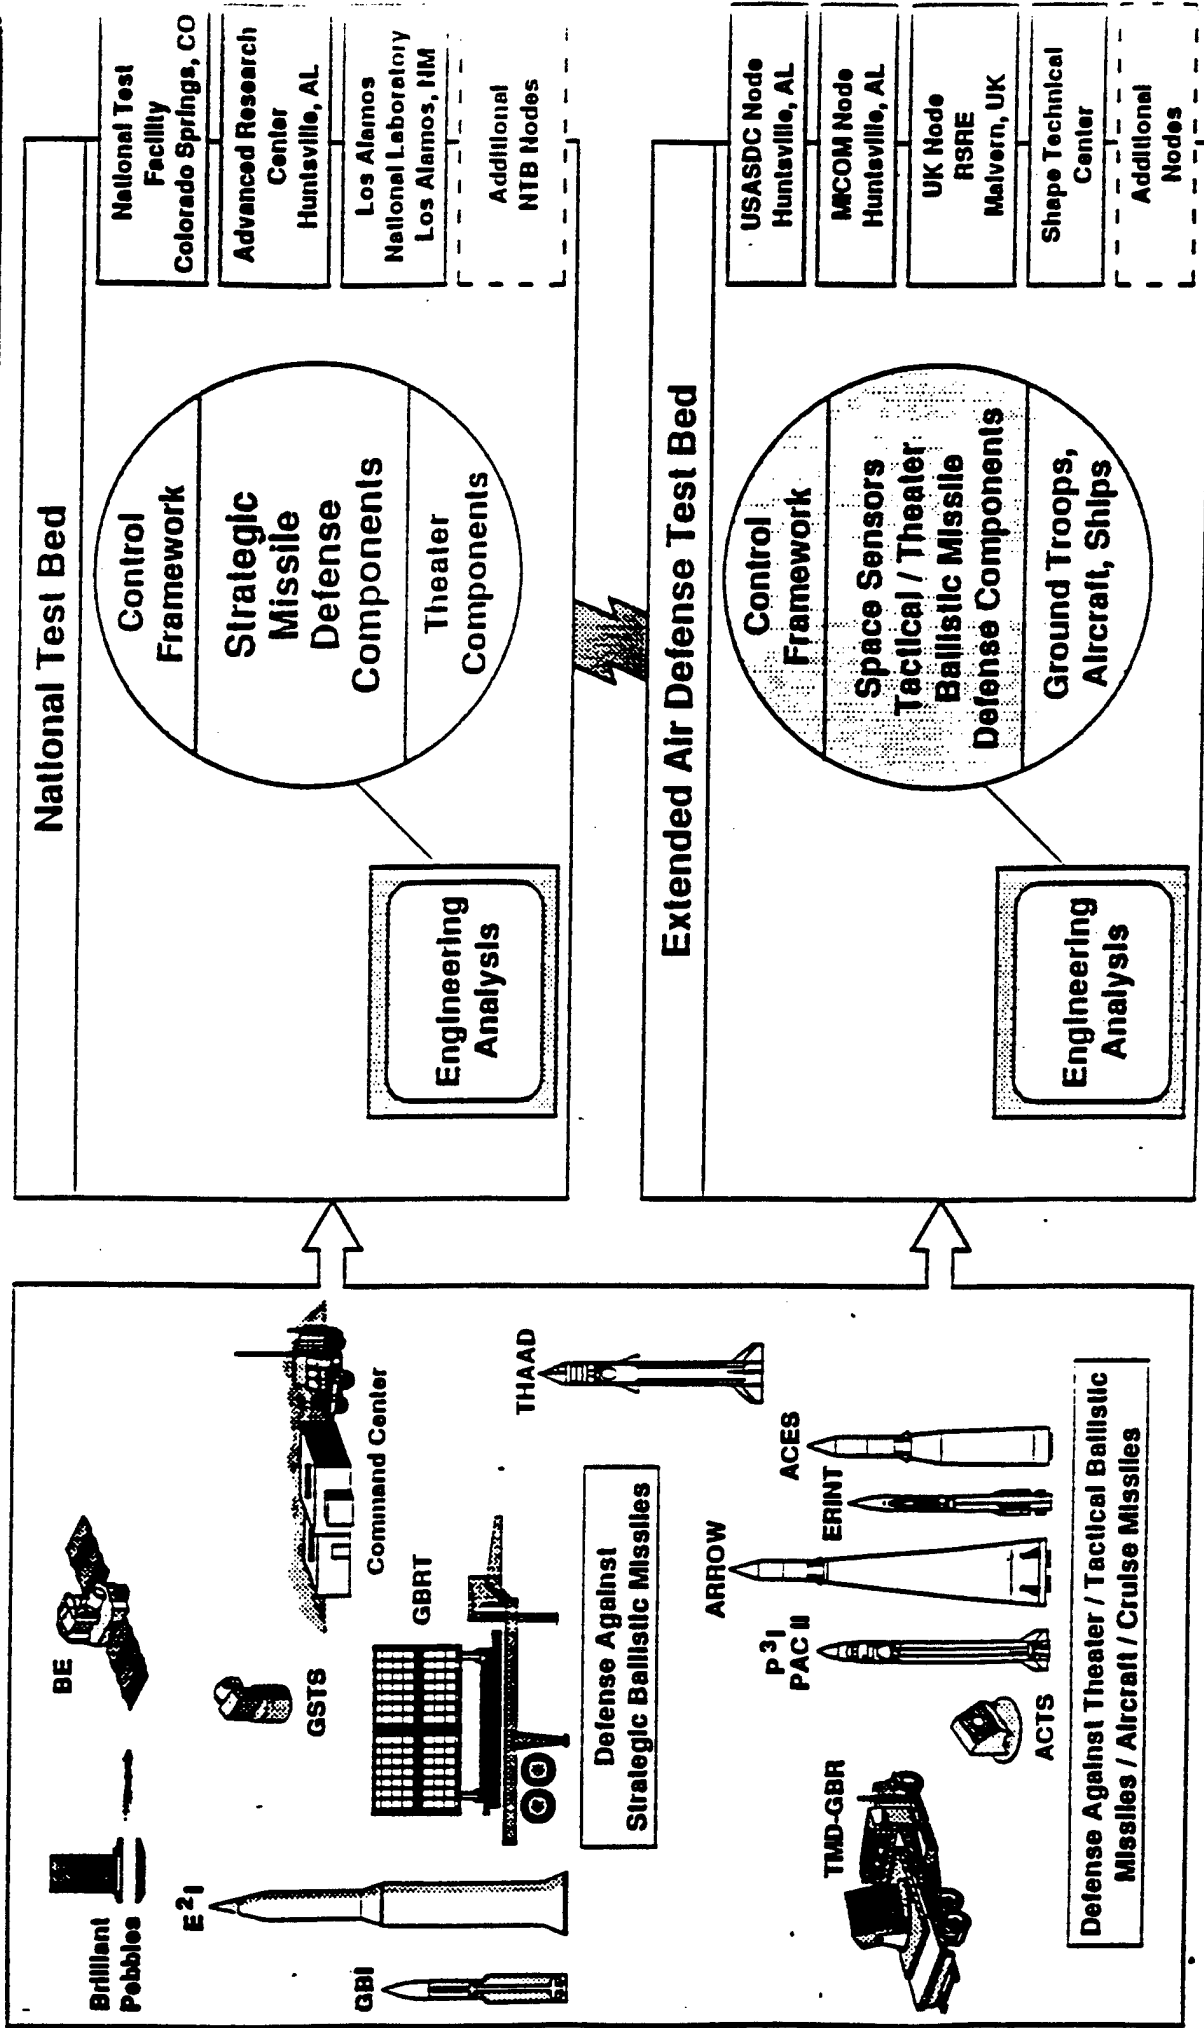 Brilliant
Pebbles
BE
E²I
GSTS
GBI
Command Center
GBRT
THAAD
Defense Against
Strategic Ballistic Missiles
TMD-GBR
ACTS
P³I
PAC II
ARROW
ERINT
ACES
Defense Against Theater / Tactical Ballistic
Missiles / Aircraft / Cruise Missiles
National Test Bed
Engineering
Analysis
Control
Framework
Strategic
Missile
Defense
Components
Theater
Components
National Test
Facility
Colorado Springs, CO
Advanced Research
Center
Huntsville, AL
Los Alamos
National Laboratory
Los Alamos, NM
Additional
NTB Nodes
Extended Air Defense Test Bed
Engineering
Analysis
Control
Framework
Space Sensors
Tactical / Theater
Ballistic Missile
Defense Components
Ground Troops,
Aircraft, Ships
USASDC Node
Huntsville, AL
MICOM Node
Huntsville, AL
UK Node
RSRE
Malvern, UK
Shape Technical
Center
Additional
Nodes